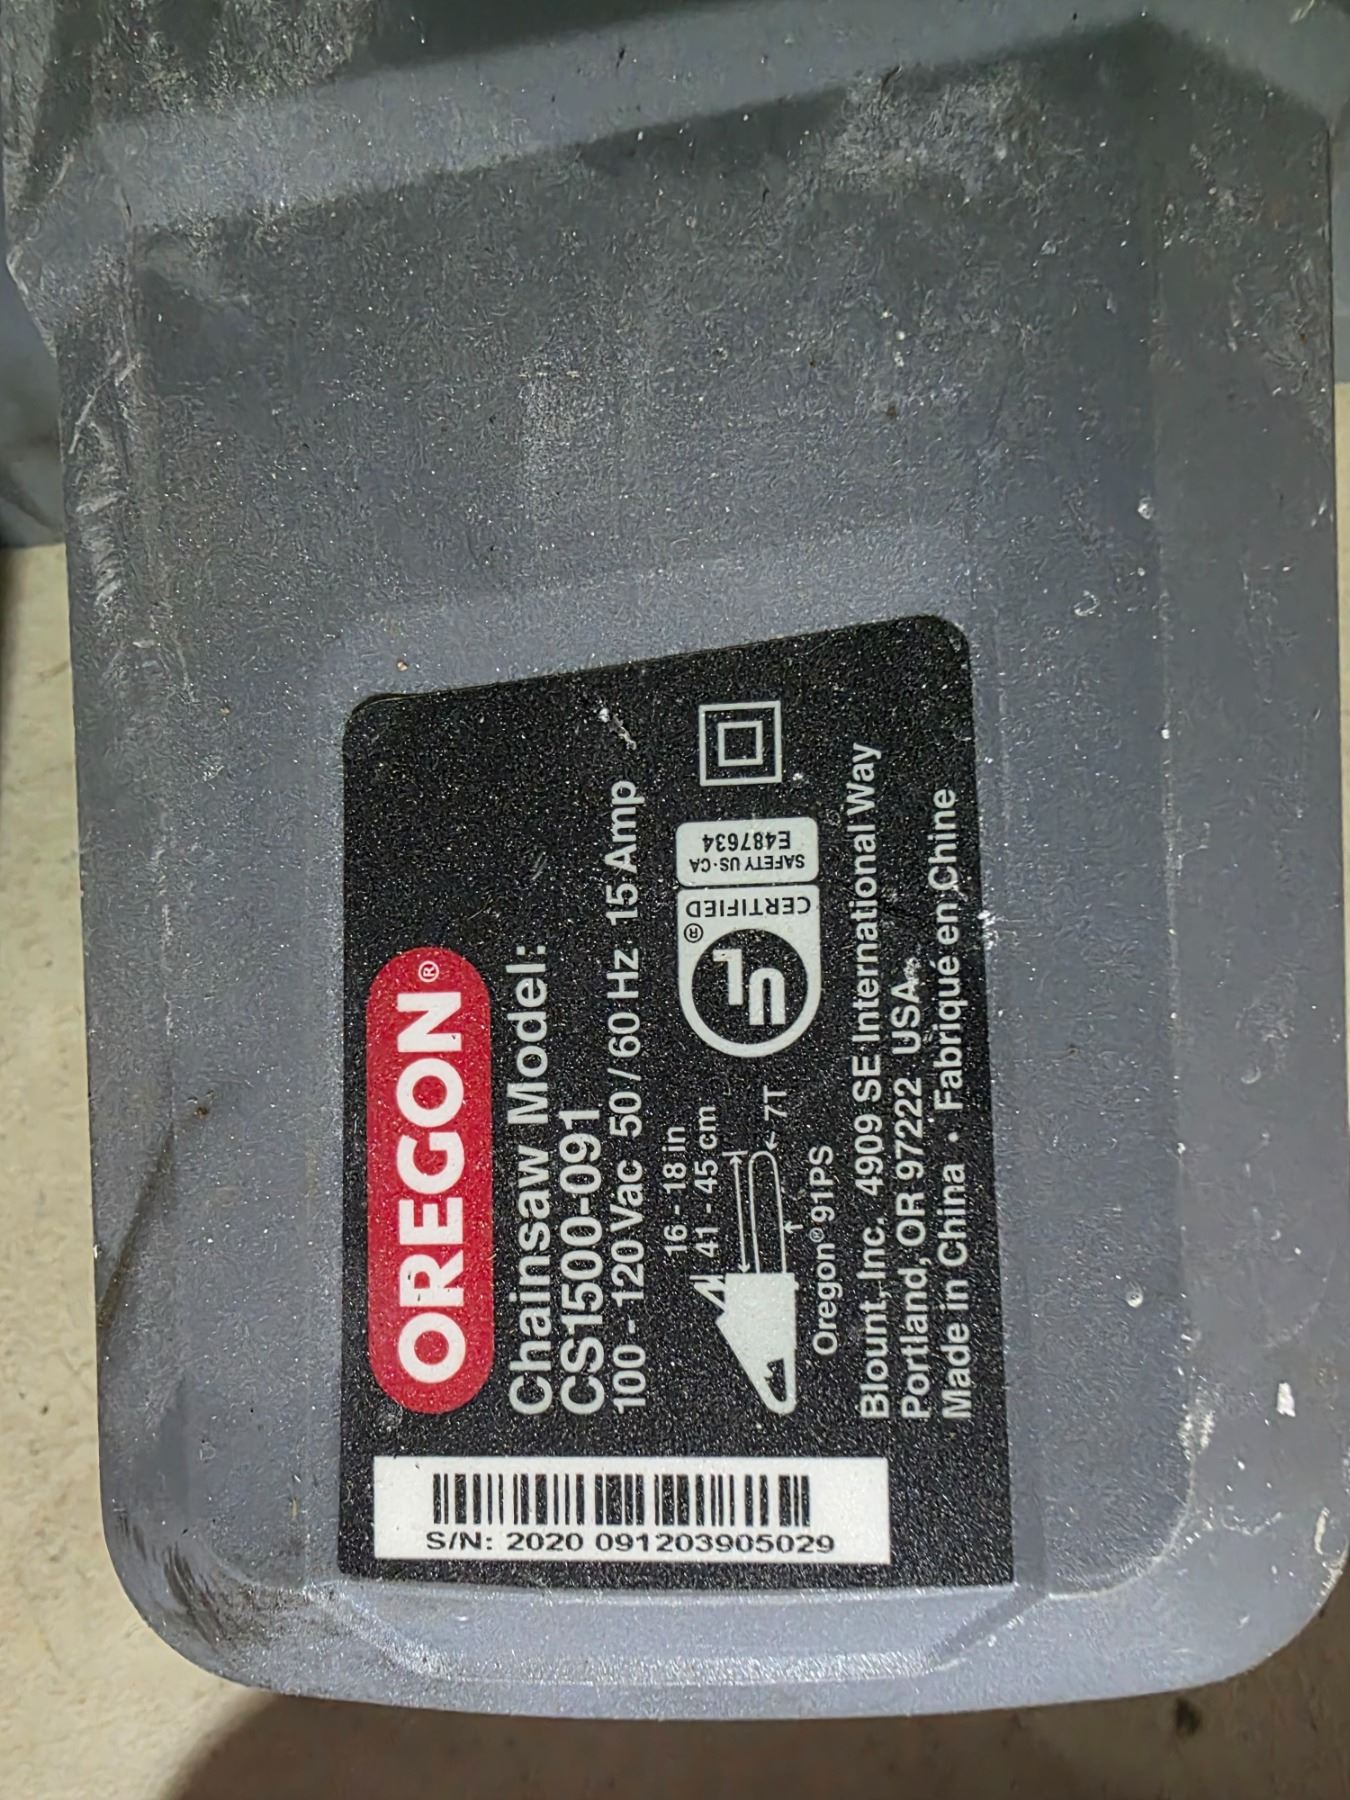 OREGON®
Chainsaw Model:
CS1500-091
100 - 120 Vac 50 / 60 Hz 15 Amp
16 - 18 in
41 - 45 cm
7T
Oregon® 91PS
UL ®
CERTIFIED
SAFETY US·CA
E487634
Blount, Inc. 4909 SE International Way
Portland, OR 97222 USA
Made in China · Fabriqué en Chine
S/N: 2020 091203905029